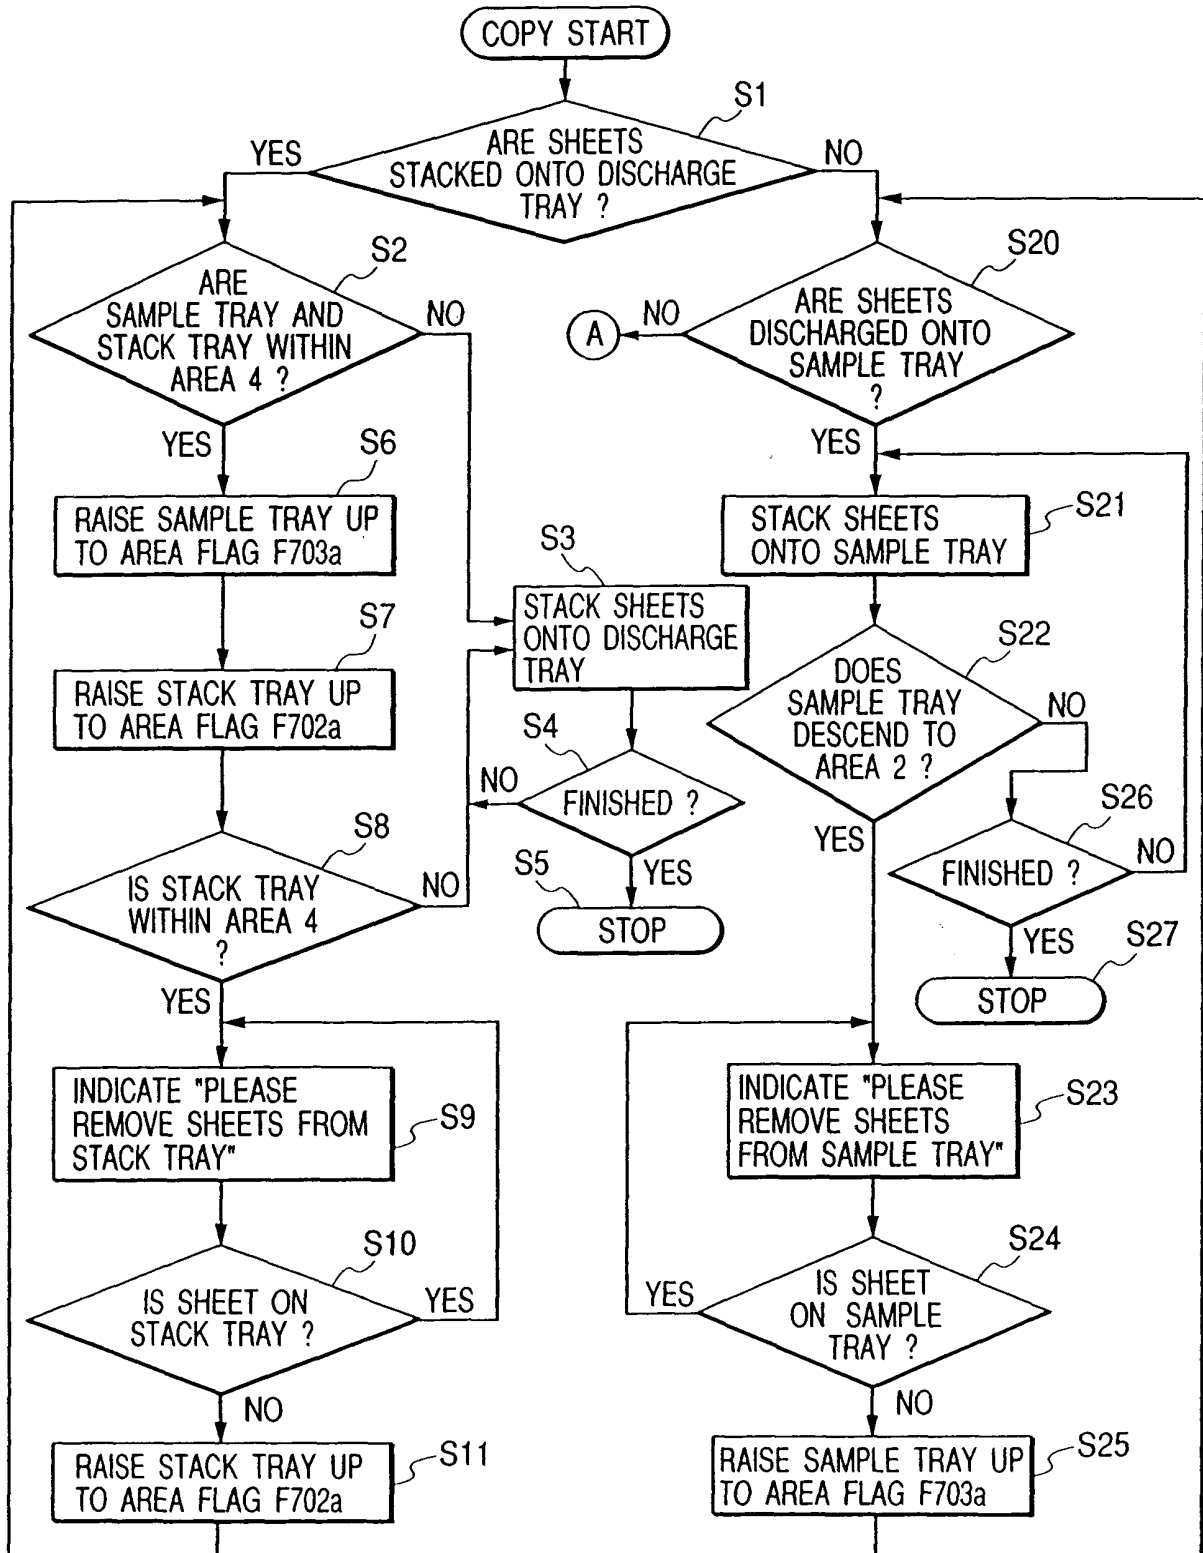 COPY START
S1
ARE SHEETS
STACKED ONTO DISCHARGE
TRAY ?
YES
NO
S2
ARE
SAMPLE TRAY AND
STACK TRAY WITHIN
AREA 4 ?
NO
YES
S20
ARE SHEETS
DISCHARGED ONTO
SAMPLE TRAY
?
NO
A
YES
S6
RAISE SAMPLE TRAY UP
TO AREA FLAG F703a
S21
STACK SHEETS
ONTO SAMPLE TRAY
S3
STACK SHEETS
ONTO DISCHARGE
TRAY
S7
RAISE STACK TRAY UP
TO AREA FLAG F702a
S22
DOES
SAMPLE TRAY
DESCEND TO
AREA 2 ?
NO
YES
S4
FINISHED ?
NO
YES
S5
STOP
S8
IS STACK TRAY
WITHIN AREA 4
?
NO
YES
S26
FINISHED ?
NO
YES
S27
STOP
S9
INDICATE "PLEASE
REMOVE SHEETS FROM
STACK TRAY"
S23
INDICATE "PLEASE
REMOVE SHEETS
FROM SAMPLE TRAY"
S10
IS SHEET ON
STACK TRAY ?
YES
NO
S24
IS SHEET
ON SAMPLE
TRAY ?
YES
NO
S11
RAISE STACK TRAY UP
TO AREA FLAG F702a
S25
RAISE SAMPLE TRAY UP
TO AREA FLAG F703a